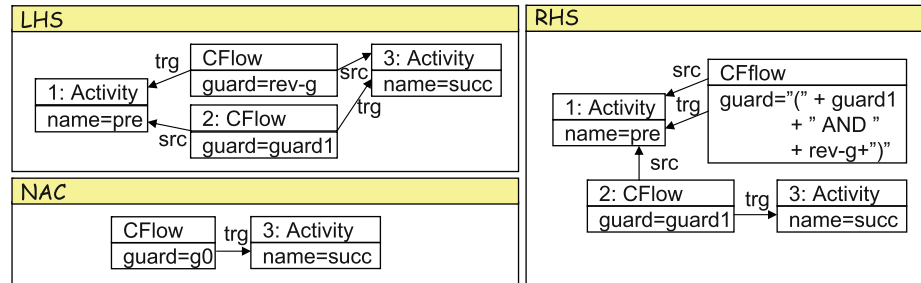 LHS
CFlow
guard=rev-g
3: Activity
name=succ
trg
src
trg
1: Activity
name=pre
2: CFlow
guard=guard1
src
NAC
CFlow
guard=g0
trg
3: Activity
name=succ
RHS
src
CFflow
guard="(" + guard1
+ " AND "
+ rev-g+")"
1: Activity
name=pre
trg
src
2: CFlow
guard=guard1
trg
3: Activity
name=succ